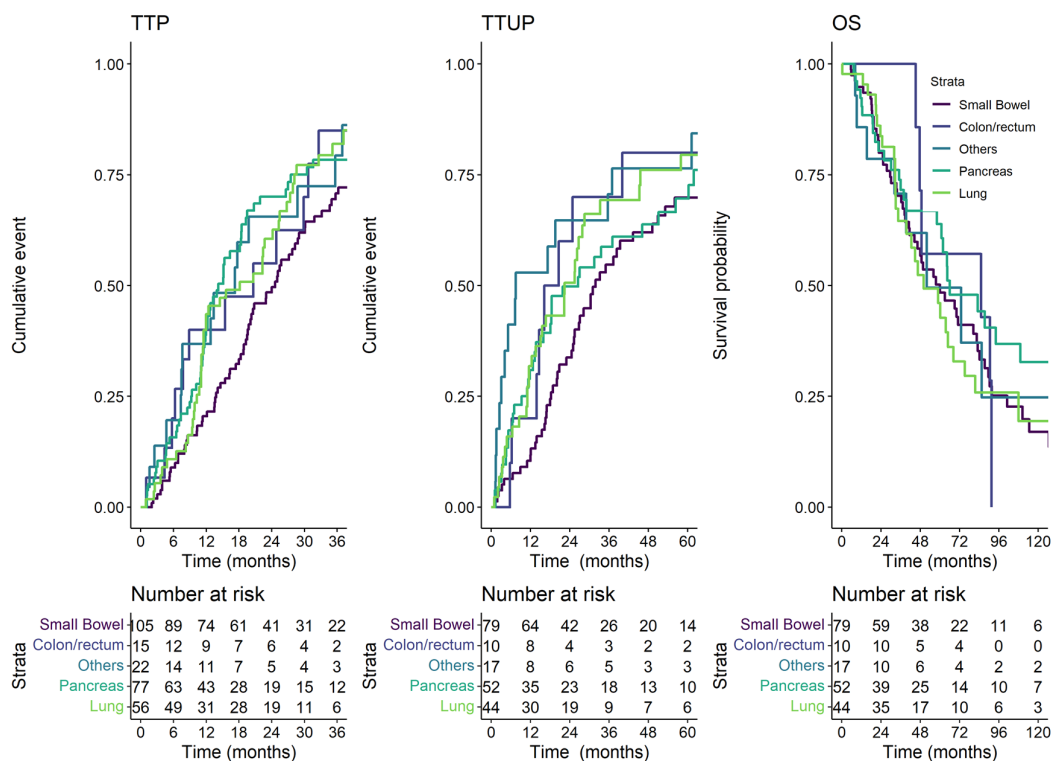 TTP
TTUP
OS
Cumulative event
1.00
0.75
0.50
0.25
0.00
0 6 12 18 24 30 36
Time (months)
Cumulative event
1.00
0.75
0.50
0.25
0.00
0 12 24 36 48 60
Time (months)
Survival probability
1.00
0.75
0.50
0.25
0.00
0 24 48 72 96 120
Time (months)
Strata
Small Bowel
Colon/rectum
Others
Pancreas
Lung
Number at risk
Strata
Small Bowel 105 89 74 61 41 31 22
Colon/rectum 15 12 9 7 6 4 2
Others 22 14 11 7 5 4 3
Pancreas 77 63 43 28 19 15 12
Lung 56 49 31 28 19 11 6
0 6 12 18 24 30 36
Time (months)
Number at risk
Strata
Small Bowel 79 64 42 26 20 14
Colon/rectum 10 8 4 3 2 2
Others 17 8 6 5 3 3
Pancreas 52 35 23 18 13 10
Lung 44 30 19 9 7 6
0 12 24 36 48 60
Time (months)
Number at risk
Strata
Small Bowel 79 59 38 22 11 6
Colon/rectum 10 10 5 4 0 0
Others 17 10 6 4 2 2
Pancreas 52 39 25 14 10 7
Lung 44 35 17 10 6 3
0 24 48 72 96 120
Time (months)